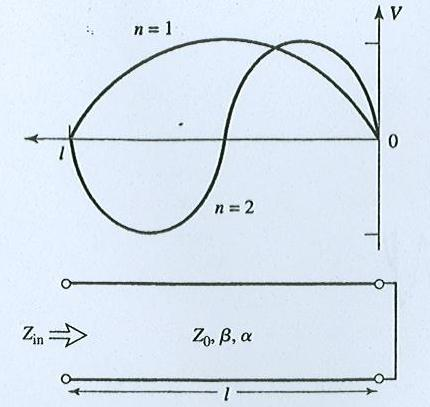 V
n = 1
0
l
n = 2
Z_in
Z_0, β, α
l